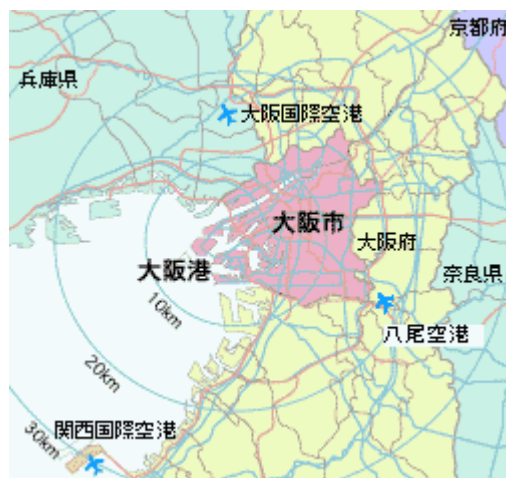 京都府
兵庫県
大阪国際空港
大阪市
大阪府
大阪港
奈良県
10km
八尾空港
20km
関西国際空港
30km